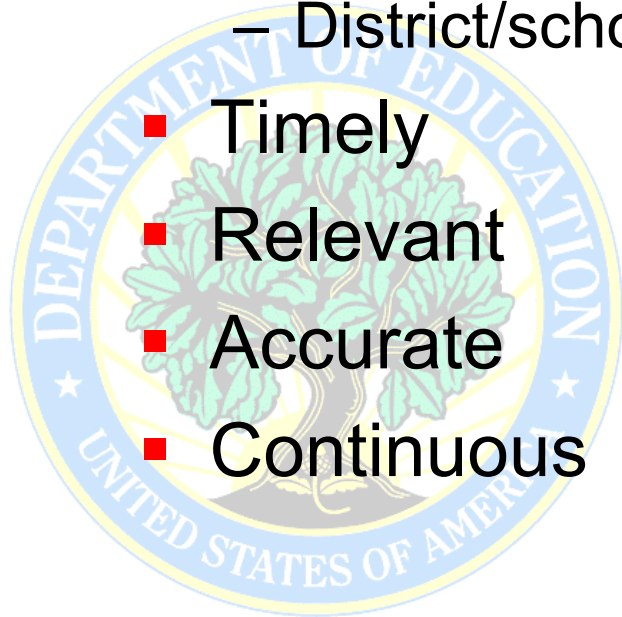 – District/scho
▪ Timely
▪ Relevant
▪ Accurate
▪ Continuous
DEPARTMENT OF EDUCATION
UNITED STATES OF AMERICA